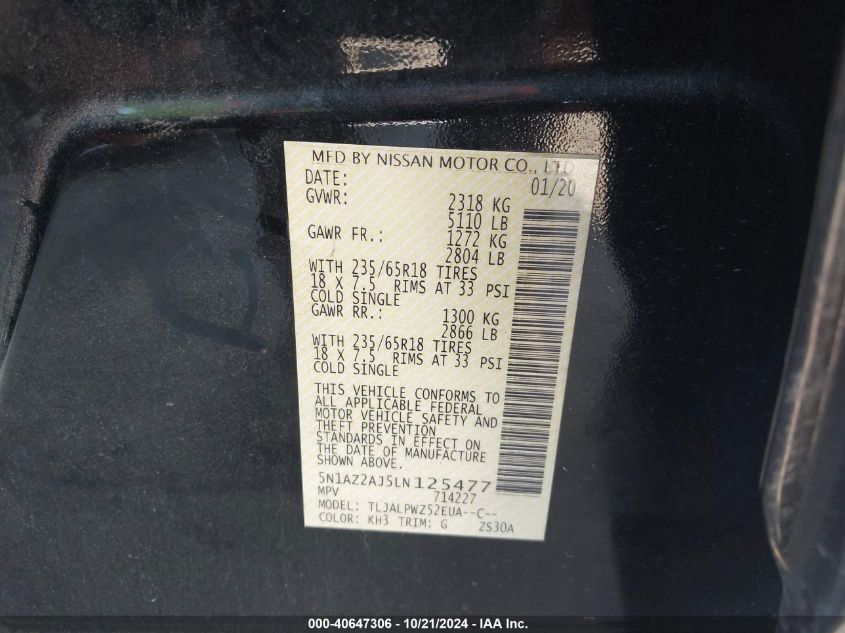 MFD BY NISSAN MOTOR CO., LTD
DATE: 01/20
GVWR: 2318 KG
5110 LB
GAWR FR.: 1272 KG
2804 LB
WITH 235/65R18 TIRES
18 X 7.5 RIMS AT 33 PSI
COLD SINGLE
GAWR RR.: 1300 KG
2866 LB
WITH 235/65R18 TIRES
18 X 7.5 RIMS AT 33 PSI
COLD SINGLE
THIS VEHICLE CONFORMS TO
ALL APPLICABLE FEDERAL
MOTOR VEHICLE SAFETY AND
THEFT PREVENTION
STANDARDS IN EFFECT ON
THE DATE OF MANUFACTURE
SHOWN ABOVE.
5N1AZ2AJ5LN125477
MPV 714227
MODEL: TLJALPWZ52EUA--C--
COLOR: KH3 TRIM: G ZS30A
000-40647306 - 10/21/2024 - IAA Inc.